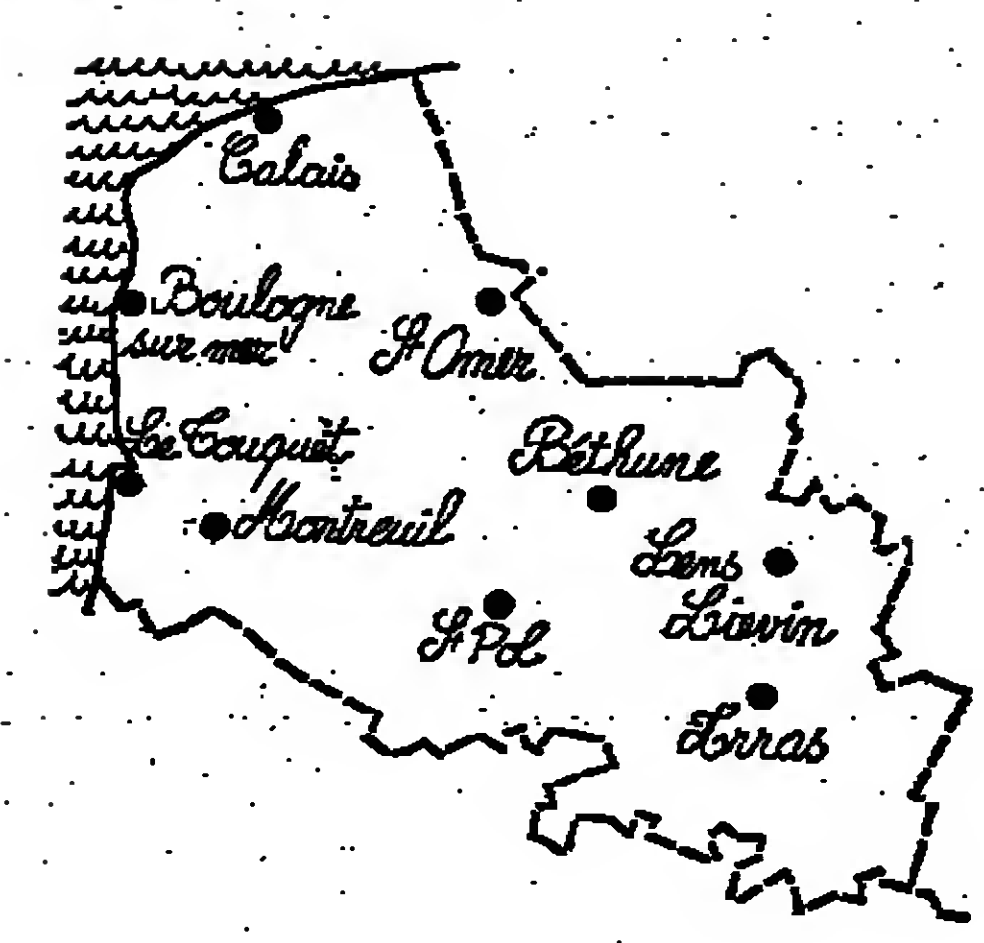 Calais
Boulogne
sur mer
St Omer
Le Touquet
Béthune
Montreuil
Lens
Liévin
St Pol
Arras